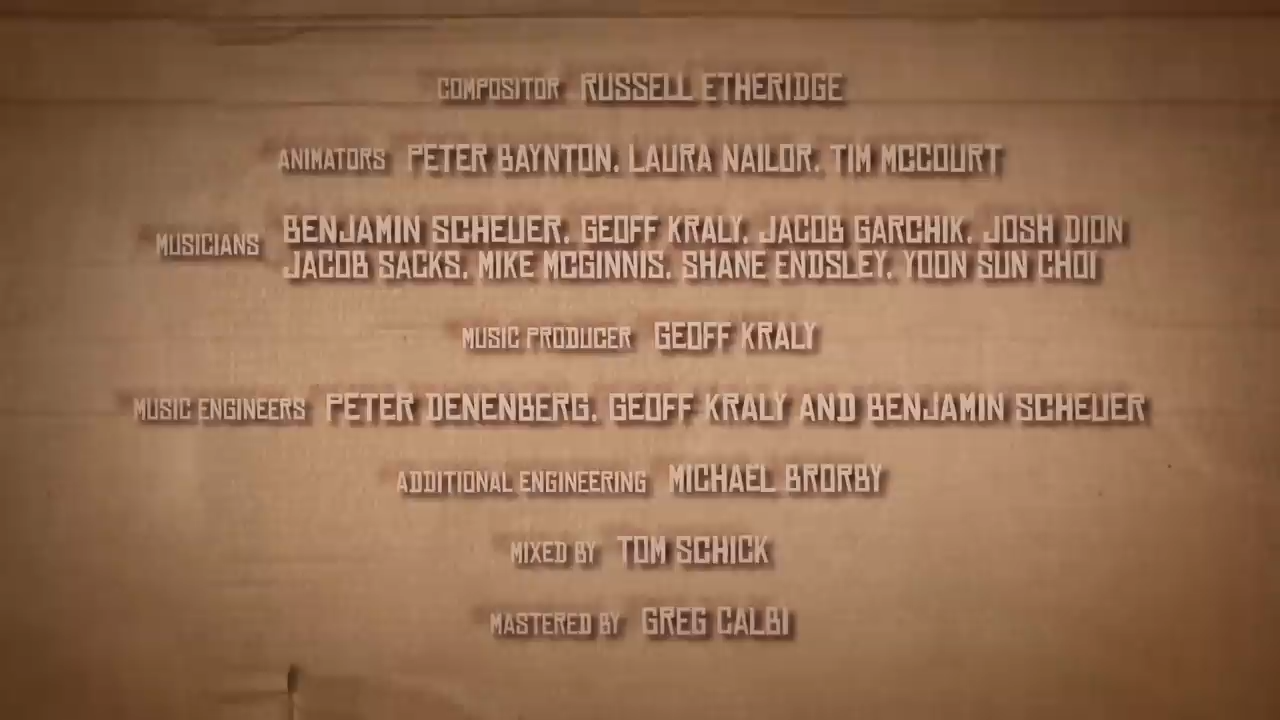 COMPOSITOR RUSSELL ETHERIDGE
ANIMATORS PETER BAYNTON, LAURA NAILOR, TIM MCCOURT
MUSICIANS BENJAMIN SCHEUER, GEOFF KRALY, JACOB GARCHIK, JOSH DION
JACOB SACKS, MIKE MCGINNIS, SHANE ENDSLEY, YOON SUN CHOI
MUSIC PRODUCER GEOFF KRALY
MUSIC ENGINEERS PETER DENENBERG, GEOFF KRALY AND BENJAMIN SCHEUER
ADDITIONAL ENGINEERING MICHAEL BRORBY
MIXED BY TOM SCHICK
MASTERED BY GREG CALBI